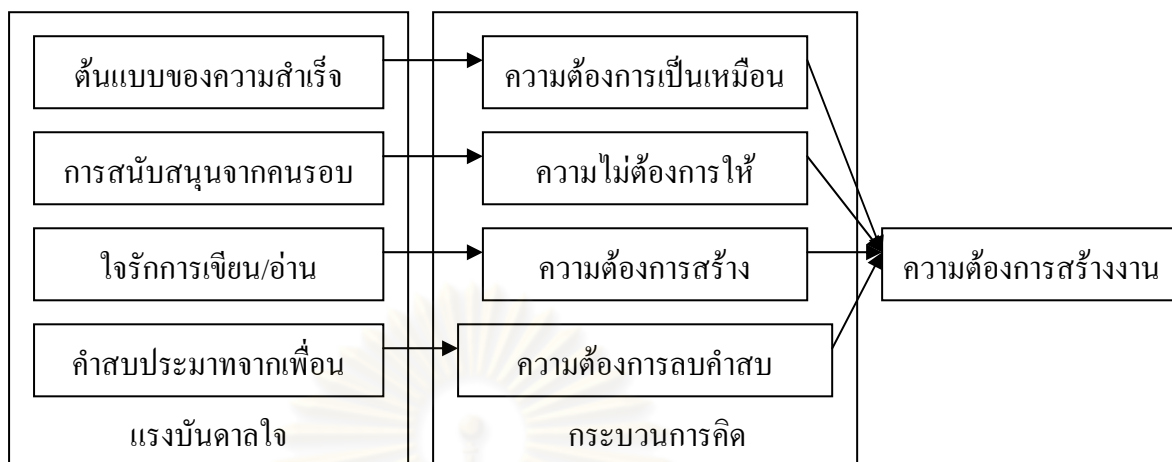 ต้นแบบของความสำเร็จ
ความต้องการเป็นเหมือน
การสนับสนุนจากคนรอบ
ความไม่ต้องการให้
ใจรักการเขียน/อ่าน
ความต้องการสร้าง
ความต้องการสร้างงาน
คำสบประมาทจากเพื่อน
ความต้องการลบคำสบ
แรงบันดาลใจ
กระบวนการคิด